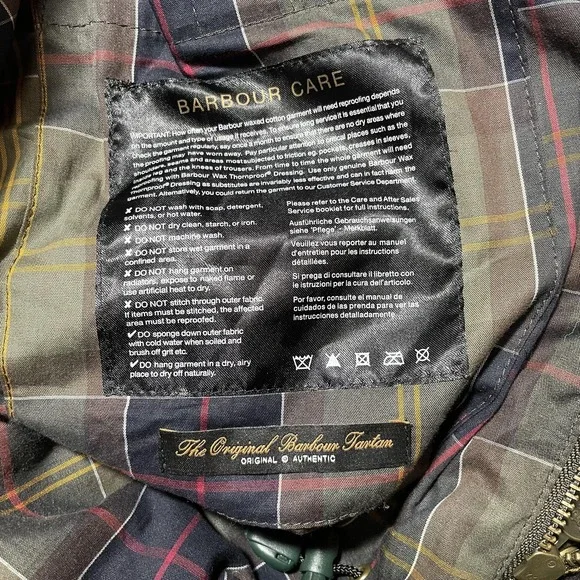 BARBOUR CARE
IMPORTANT: How often your Barbour waxed cotton garment will need reproofing depends
on the amount and type of usage it receives. To ensure long service it is essential that you
check the garment regularly, say once a month to ensure that there are no dry areas where
the proofing may have worn away. Pay particular attention to critical places such as the
shoulders, seams and areas most subjected to friction eg pockets, creases in sleeves,
and the knees of trousers. From time to time the whole garment will need
reproofing with Barbour Wax Thornproof® Dressing. Use only genuine Barbour Wax
Thornproof® Dressing as substitutes are invariably less effective and can in fact harm the
garment. Alternatively, you could return the garment to our Customer Service Department
✘ DO NOT wash with soap, detergent,
solvents, or hot water.
✘ DO NOT dry clean, starch, or iron.
✘ DO NOT machine wash.
✘ DO NOT store wet garment in a
confined area.
✘ DO NOT hang garment on
radiators, expose to naked flame or
use artificial heat to dry.
✘ DO NOT stitch through outer fabric.
If items must be stitched, the affected
area must be reproofed.
✔ DO sponge down outer fabric
with cold water when soiled and
brush off grit etc.
✔ DO hang garment in a dry, airy
place to dry off naturally.
Please refer to the Care and After Sales
Service booklet for full instructions.
Ausführliche Gebrauchsanweisungen
siehe 'Pflege' - Merkblatt.
Veuillez vous reporter au manuel
d'entretien pour les instructions
détaillées.
Si prega di consultare il libretto con
le istruzioni per la cura dell'articolo.
Por favor, consulte el manual de
cuidados de las prenda para ver las
instrucciones detalladamente.
The Original Barbour Tartan
ORIGINAL © AUTHENTIC